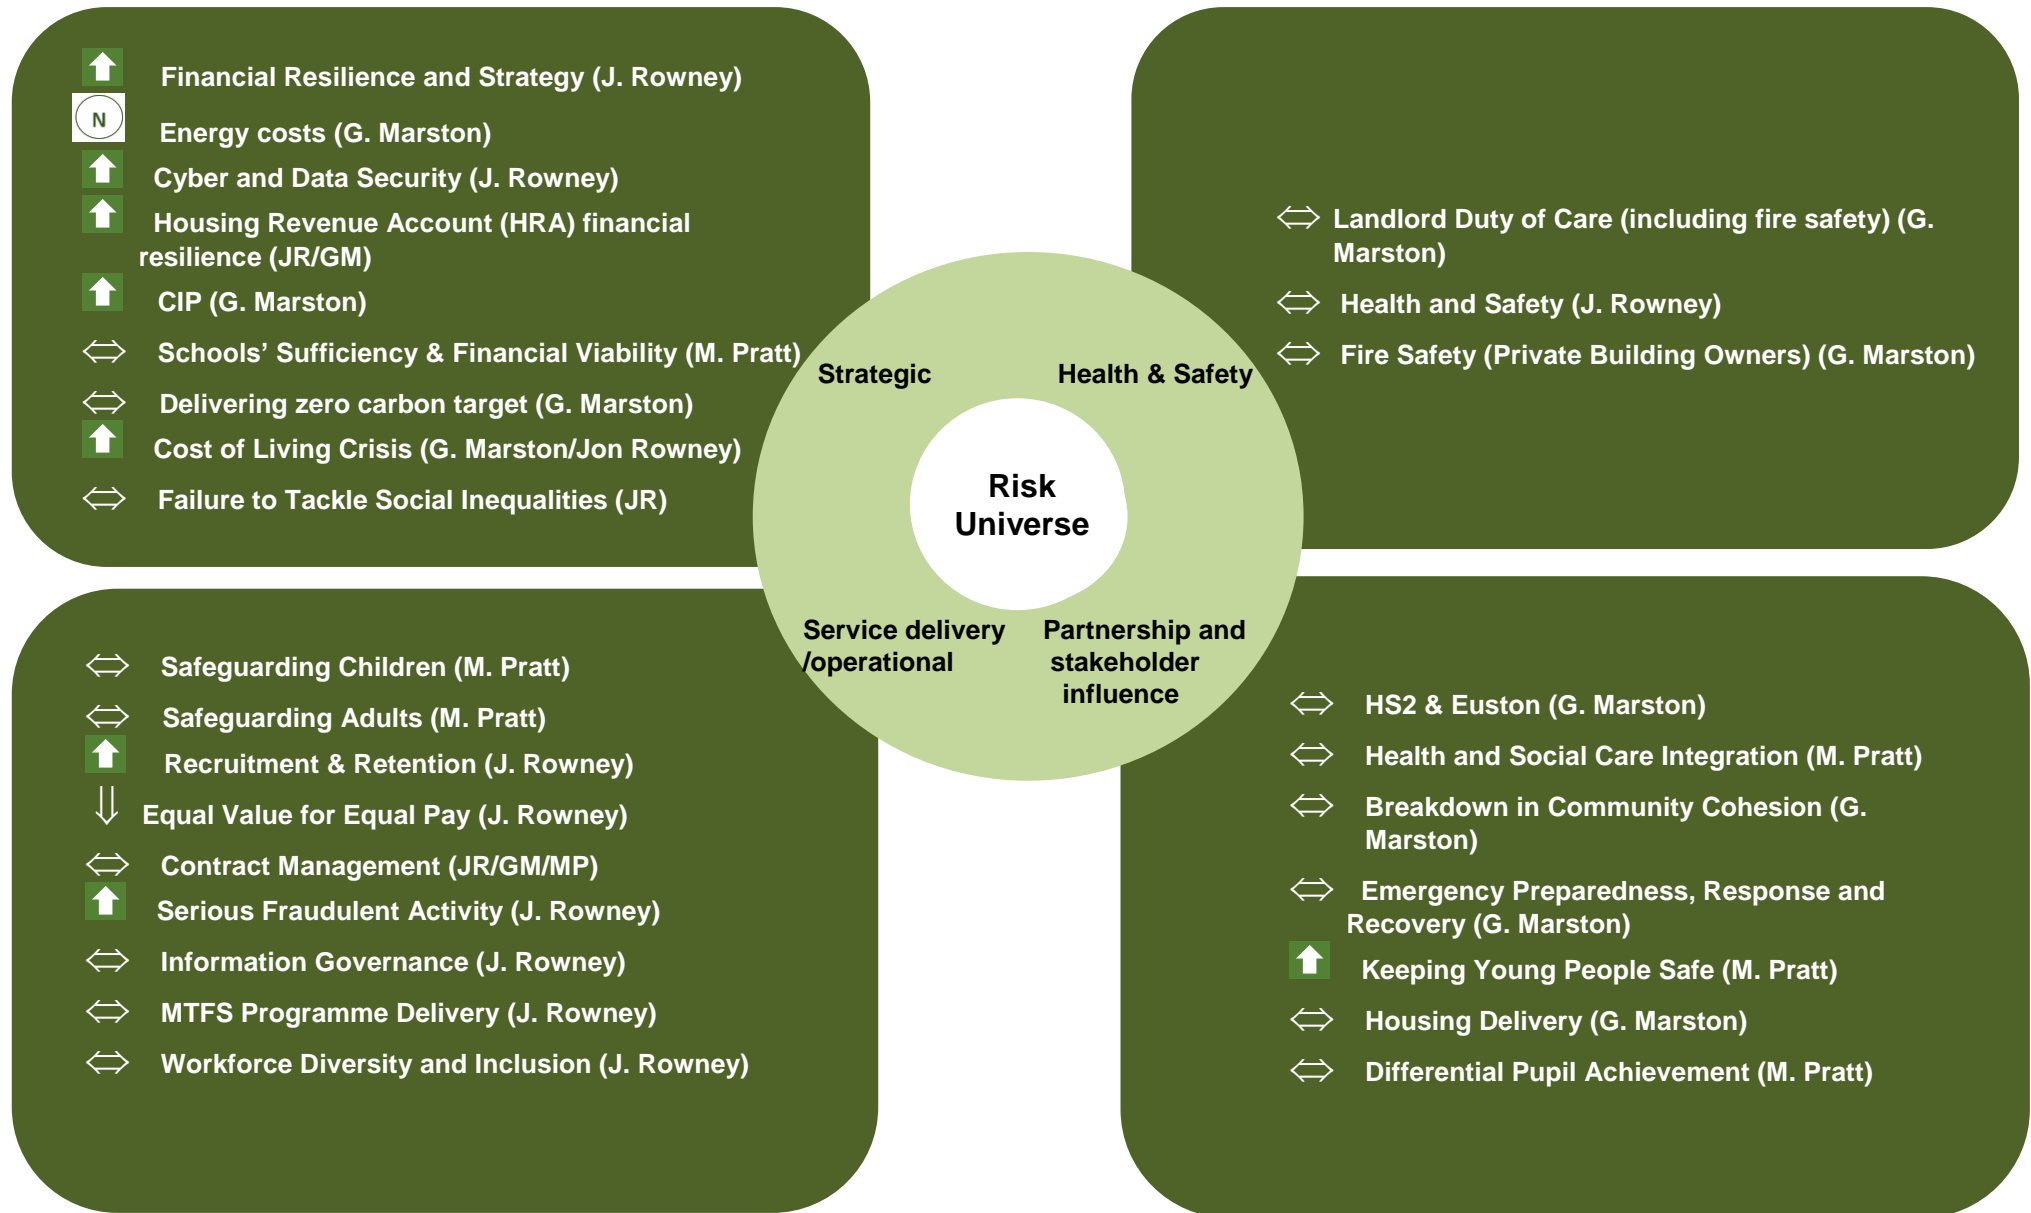 Financial Resilience and Strategy (J. Rowney)
N
Energy costs (G. Marston)
Cyber and Data Security (J. Rowney)
Housing Revenue Account (HRA) financial
resilience (JR/GM)
CIP (G. Marston)
Schools’ Sufficiency & Financial Viability (M. Pratt)
Delivering zero carbon target (G. Marston)
Cost of Living Crisis (G. Marston/Jon Rowney)
Failure to Tackle Social Inequalities (JR)
Landlord Duty of Care (including fire safety) (G.
Marston)
Health and Safety (J. Rowney)
Fire Safety (Private Building Owners) (G. Marston)
Strategic
Health & Safety
Risk
Universe
Service delivery
/operational
Partnership and
stakeholder
influence
Safeguarding Children (M. Pratt)
Safeguarding Adults (M. Pratt)
Recruitment & Retention (J. Rowney)
Equal Value for Equal Pay (J. Rowney)
Contract Management (JR/GM/MP)
Serious Fraudulent Activity (J. Rowney)
Information Governance (J. Rowney)
MTFS Programme Delivery (J. Rowney)
Workforce Diversity and Inclusion (J. Rowney)
HS2 & Euston (G. Marston)
Health and Social Care Integration (M. Pratt)
Breakdown in Community Cohesion (G.
Marston)
Emergency Preparedness, Response and
Recovery (G. Marston)
Keeping Young People Safe (M. Pratt)
Housing Delivery (G. Marston)
Differential Pupil Achievement (M. Pratt)